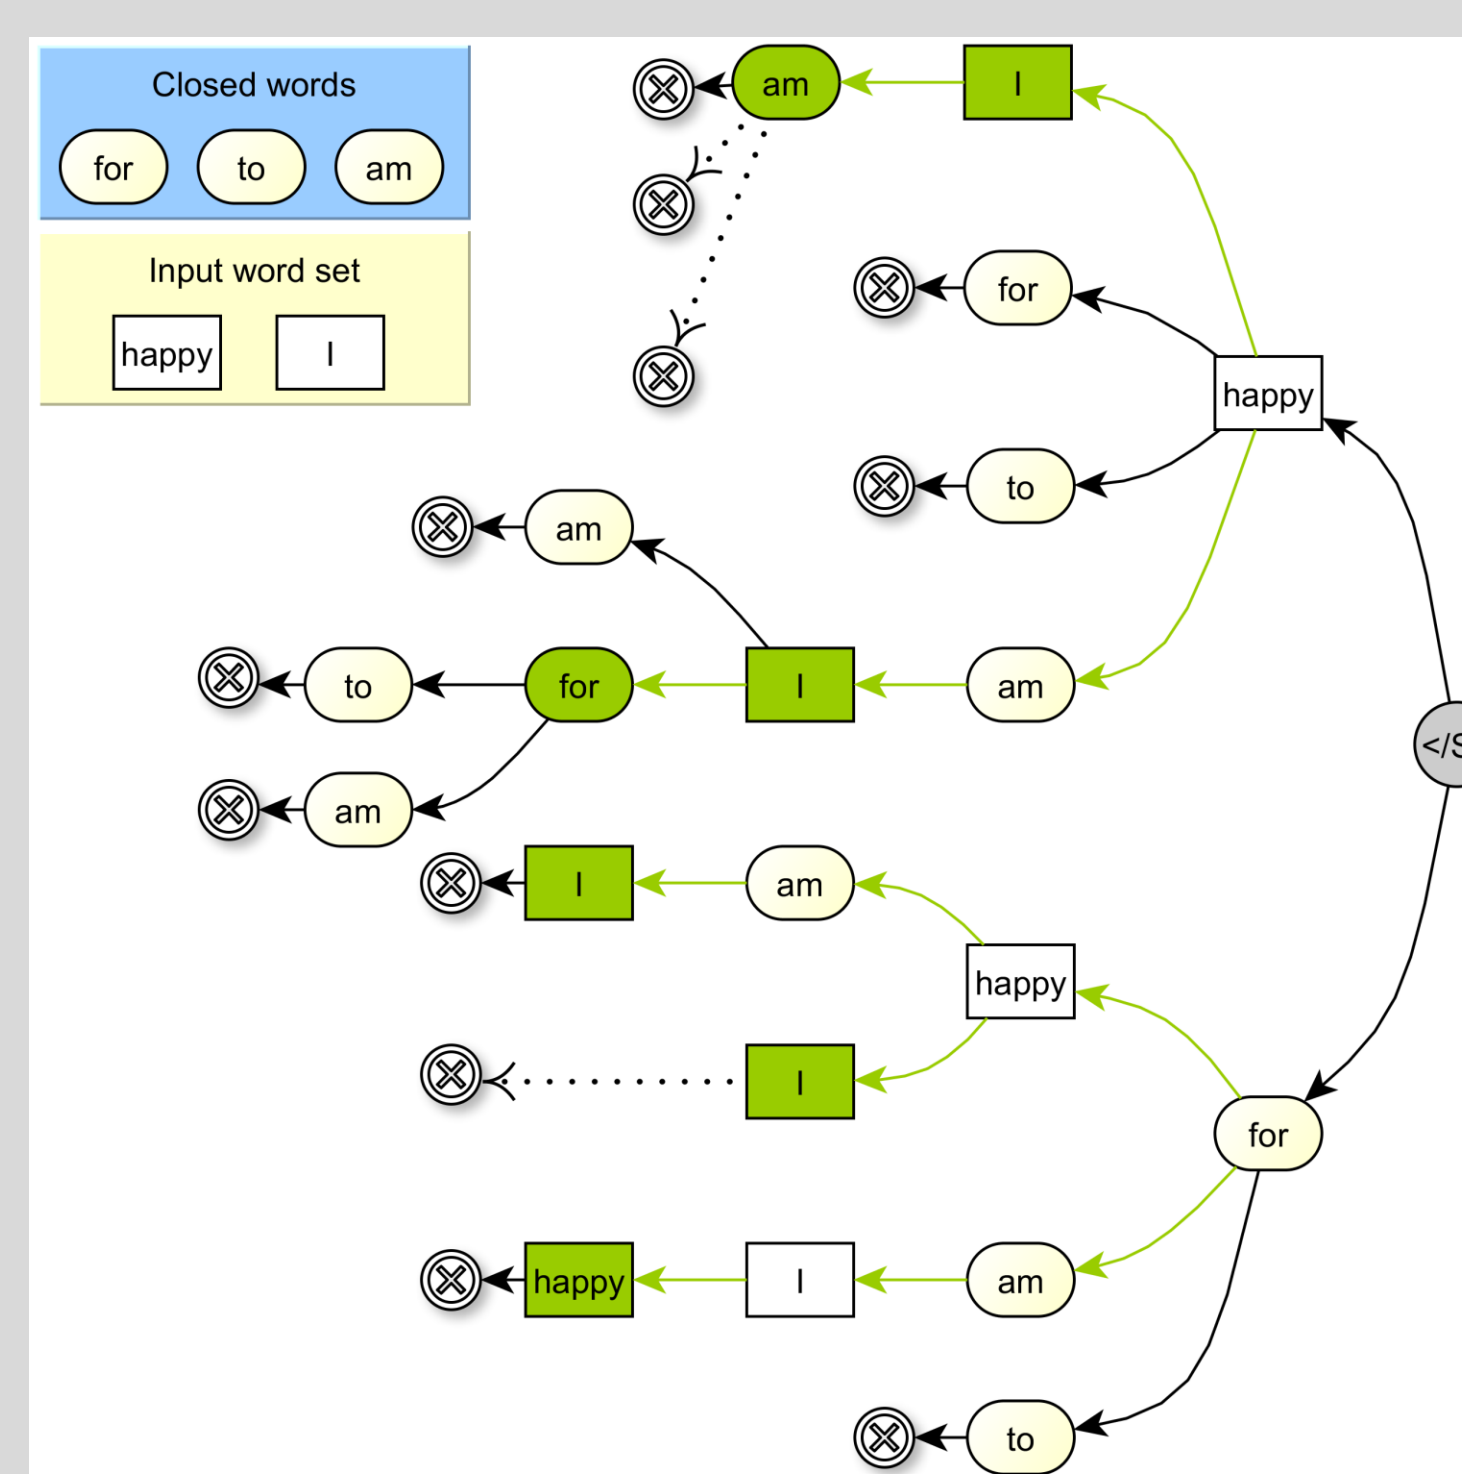 Closed words
for to am
Input word set
happy I
am I
for
happy
to
am
to for I am
am
I am
happy
I
for
happy I am
to
</S